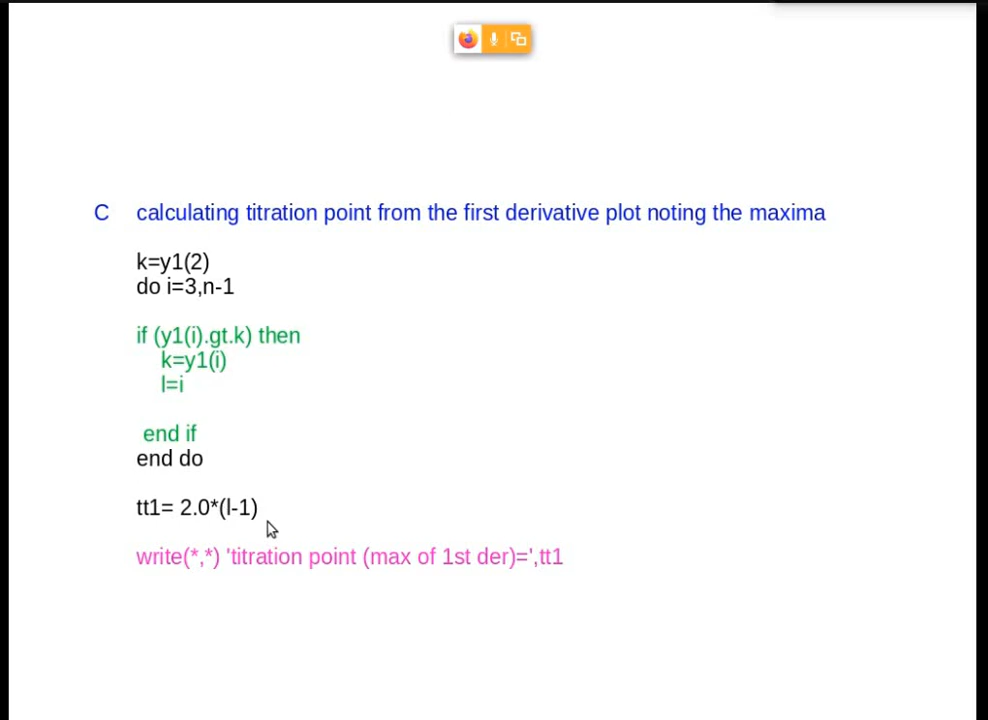 C calculating titration point from the first derivative plot noting the maxima
k=y1(2)
do i=3,n-1
if (y1(i).gt.k) then
k=y1(i)
l=i
end if
end do
tt1= 2.0*(l-1)
write(*,*) 'titration point (max of 1st der)=',tt1